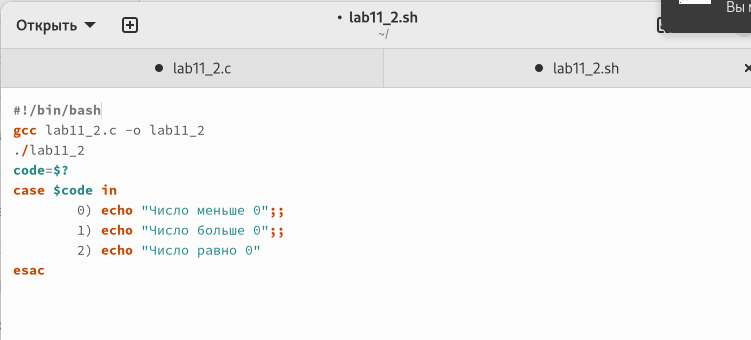 Открыть
• lab11_2.sh
~/
Вы
• lab11_2.c
• lab11_2.sh
#!/bin/bash
gcc lab11_2.c -o lab11_2
./lab11_2
code=$?
case $code in
        0) echo "Число меньше 0";;
        1) echo "Число больше 0";;
        2) echo "Число равно 0"
esac